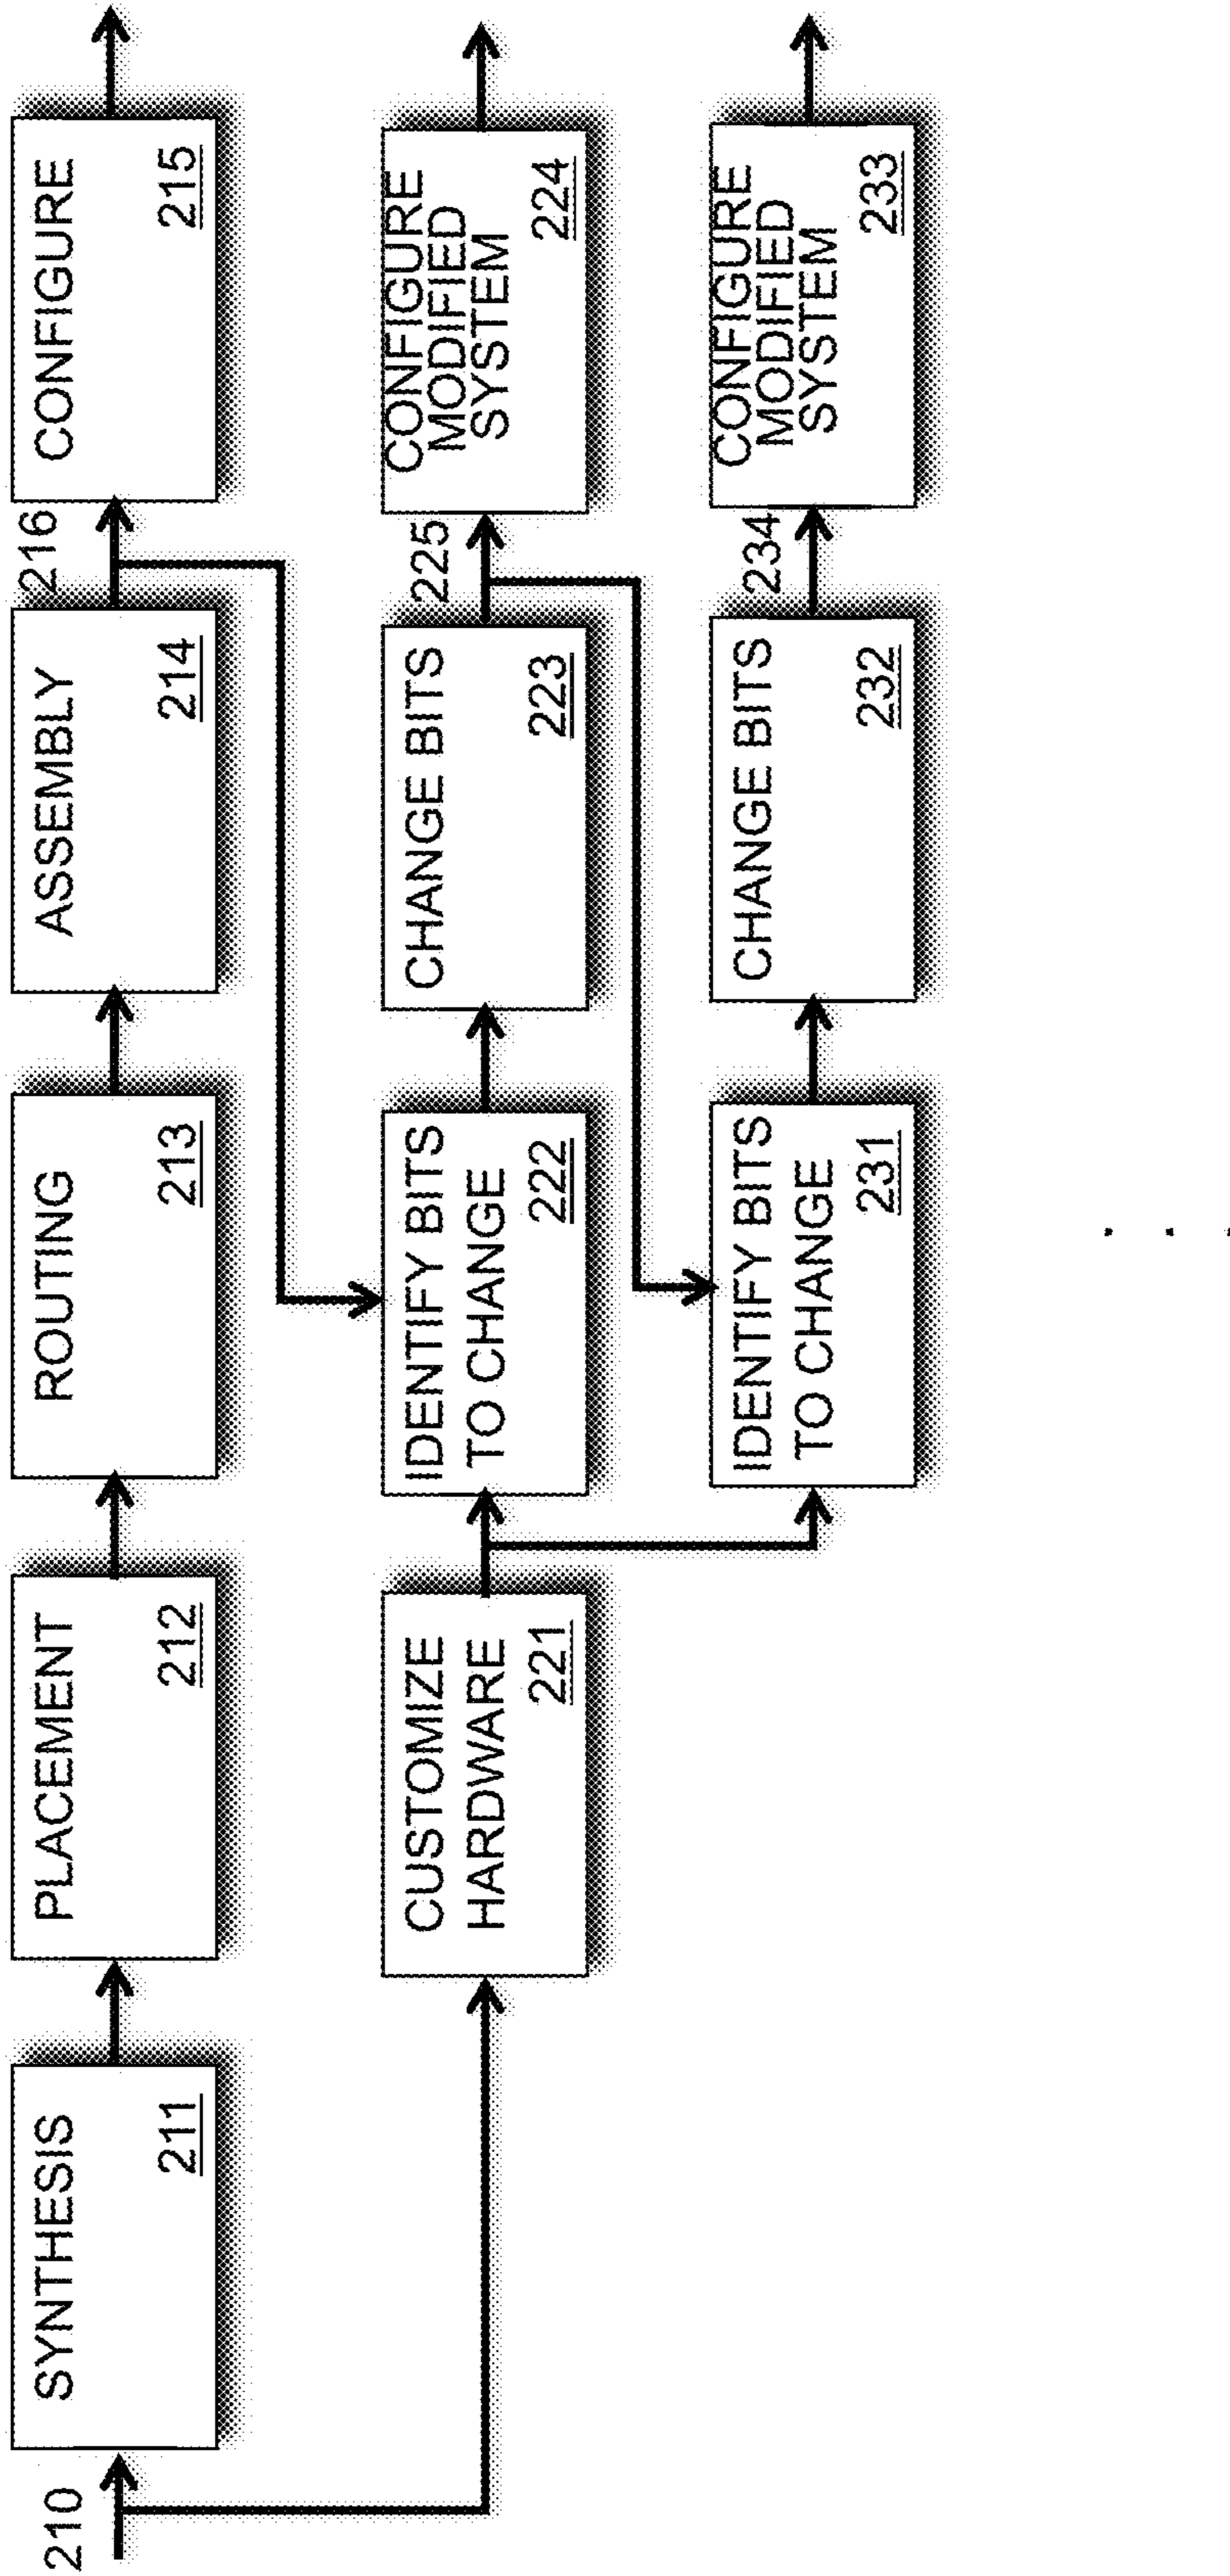 210
SYNTHESIS
211
PLACEMENT
212
ROUTING
213
ASSEMBLY
214
216
CONFIGURE
215
CUSTOMIZE
HARDWARE
221
IDENTIFY BITS
TO CHANGE
222
CHANGE BITS
223
225
CONFIGURE
MODIFIED
SYSTEM
224
IDENTIFY BITS
TO CHANGE
231
CHANGE BITS
232
234
CONFIGURE
MODIFIED
SYSTEM
233
. . .